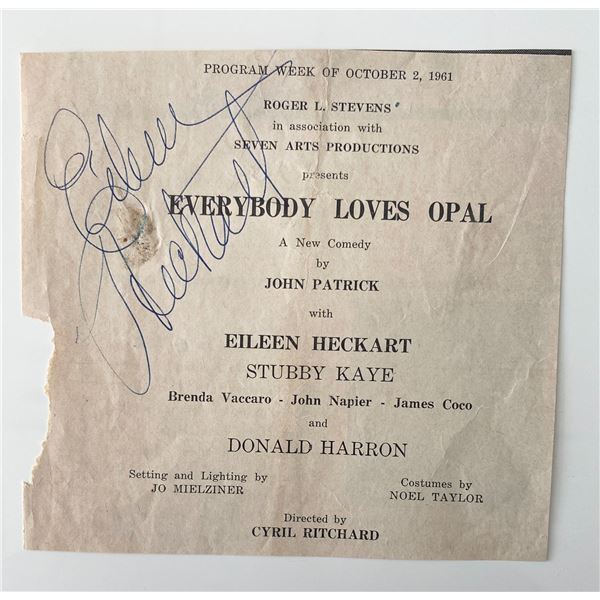 PROGRAM WEEK OF OCTOBER 2, 1961
ROGER L. STEVENS
in association with
SEVEN ARTS PRODUCTIONS
presents
EVERYBODY LOVES OPAL
A New Comedy
by
JOHN PATRICK
with
EILEEN HECKART
STUBBY KAYE
Brenda Vaccaro - John Napier - James Coco
and
DONALD HARRON
Setting and Lighting by
JO MIELZINER
Costumes by
NOEL TAYLOR
Directed by
CYRIL RITCHARD
Eileen
Heckart